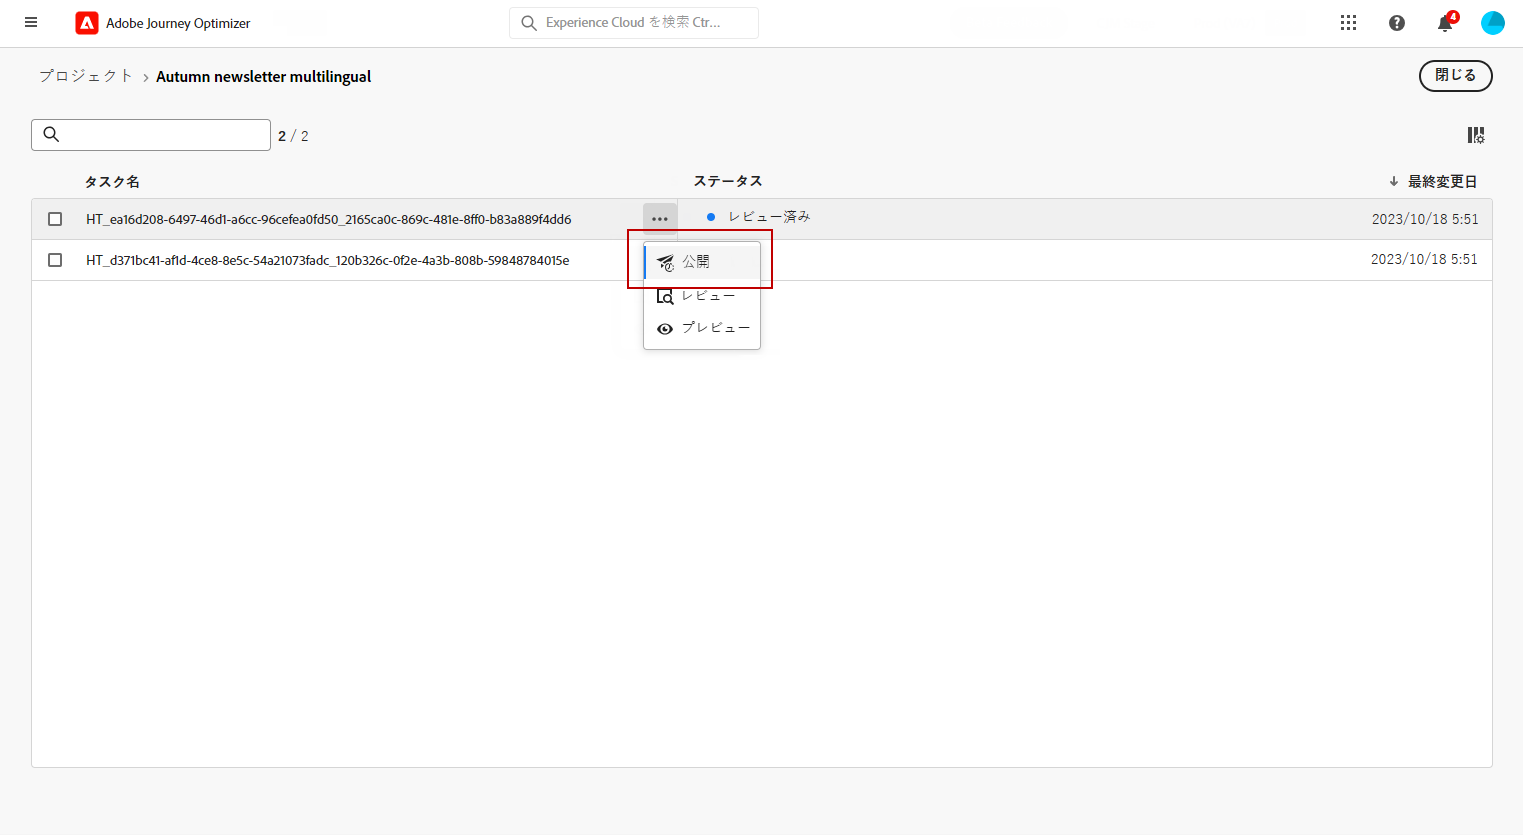 Adobe Journey Optimizer
Experience Cloud を検索 Ctr...
4
プロジェクト > Autumn newsletter multilingual
閉じる
2 / 2
タスク名 ステータス ↓ 最終変更日
HT_ea16d208-6497-46d1-a6cc-96cefea0fd50_2165ca0c-869c-481e-8ff0-b83a889f4dd6 ... レビュー済み 2023/10/18 5:51
HT_d371bc41-af1d-4ce8-8e5c-54a21073fadc_120b326c-0f2e-4a3b-808b-59848784015e 2023/10/18 5:51
公開
レビュー
プレビュー